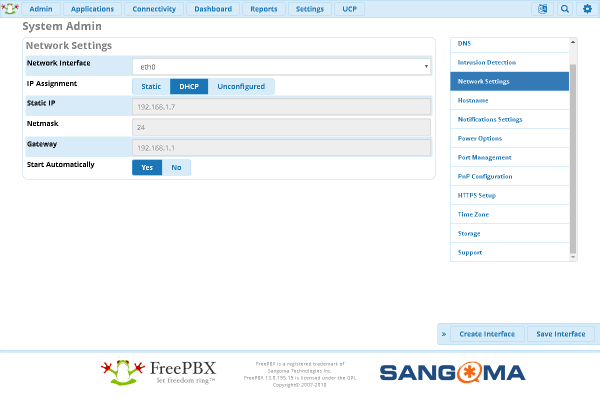 Admin Applications Connectivity Dashboard Reports Settings UCP
System Admin
Network Settings
Network Interface eth0
IP Assignment Static DHCP Unconfigured
Static IP 192.168.1.7
Netmask 24
Gateway 192.168.1.1
Start Automatically Yes No
DNS
Intrusion Detection
Network Settings
Hostname
Notifications Settings
Power Options
Port Management
PnP Configuration
HTTPS Setup
Time Zone
Storage
Support
» Create Interface Save Interface
FreePBX
let freedom ring™
FreePBX is a registered trademark of
Sangoma Technologies Inc.
FreePBX 13.0.195.19 is licensed under the GPL
Copyright© 2007-2018
SANGOMA